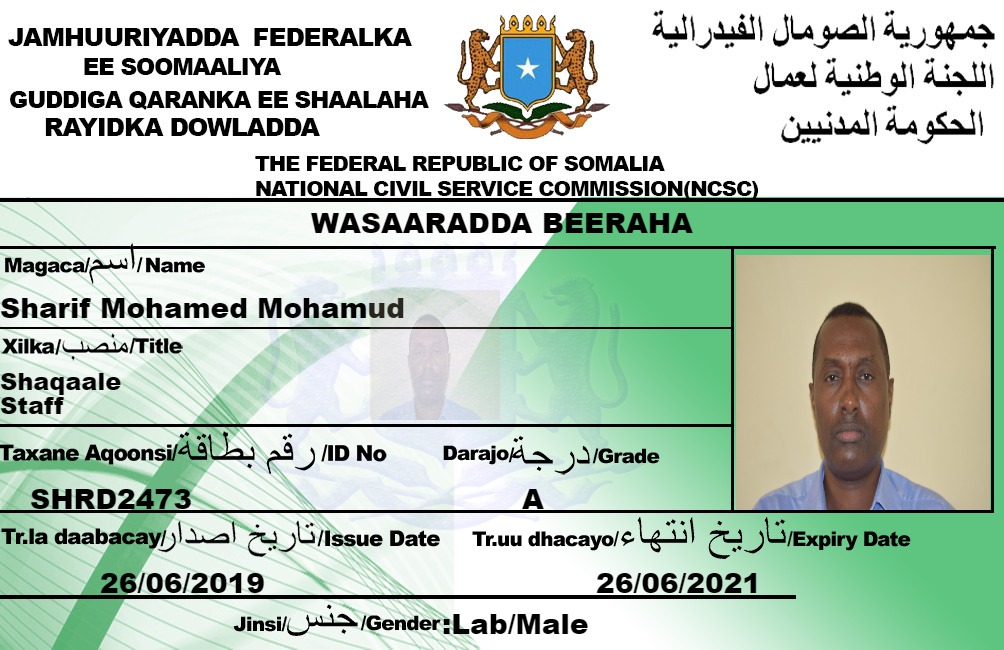 JAMHUURIYADDA FEDERALKA
EE SOOMAALIYA
GUDDIGA QARANKA EE SHAALAHA
RAYIDKA DOWLADDA
جمهورية الصومال الفيدرالية
اللجنة الوطنية لعمال
الحكومة المدنيين
THE FEDERAL REPUBLIC OF SOMALIA
NATIONAL CIVIL SERVICE COMMISSION(NCSC)
WASAARADDA BEERAHA
Magaca/اسم/Name
Sharif Mohamed Mohamud
Xilka/منصب/Title
Shaqaale
Staff
Taxane Aqoonsi/رقم بطاقة/ID No
SHRD2473
Darajo/درجة/Grade
A
Tr.la daabacay/تاريخ اصدار/Issue Date
26/06/2019
Tr.uu dhacayo/تاريخ انتهاء/Expiry Date
26/06/2021
Jinsi/جنس/Gender:Lab/Male